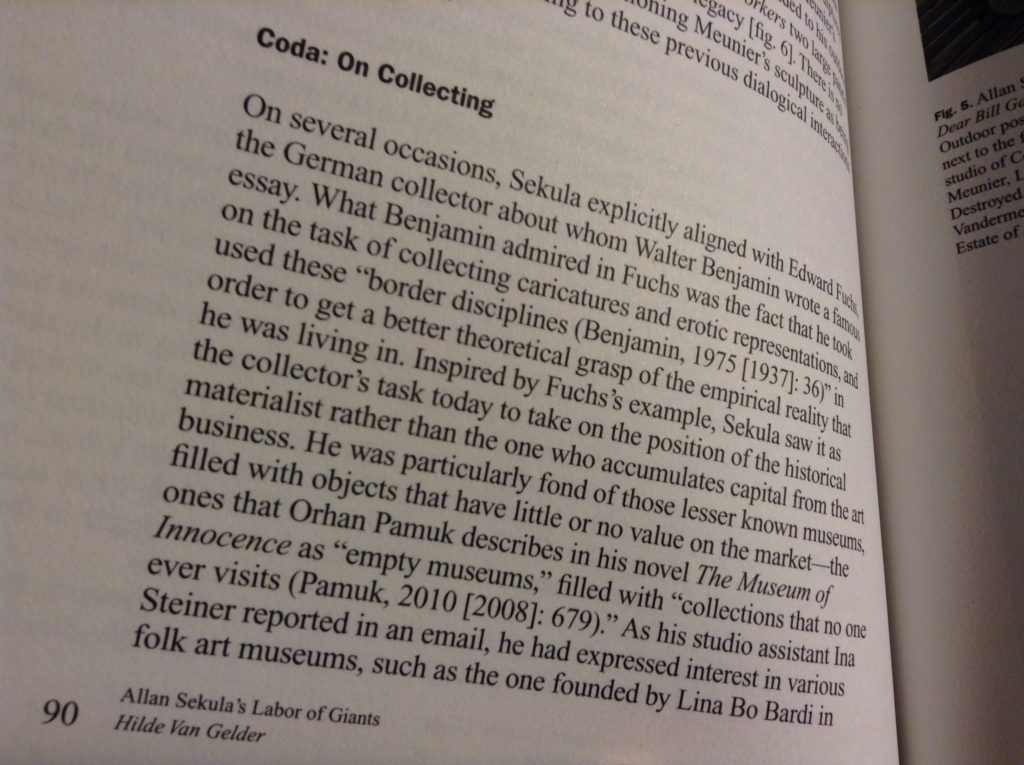 legacy [fig. 6]. There is an
ing to these previous dialogical interactions
Coda: On Collecting
On several occasions, Sekula explicitly aligned with Edward Fuchs,
the German collector about whom Walter Benjamin wrote a famous
essay. What Benjamin admired in Fuchs was the fact that he took
on the task of collecting caricatures and erotic representations, and
used these “border disciplines (Benjamin, 1975 [1937]: 36)” in
order to get a better theoretical grasp of the empirical reality that
he was living in. Inspired by Fuchs’s example, Sekula saw it as
the collector’s task today to take on the position of the historical
materialist rather than the one who accumulates capital from the art
business. He was particularly fond of those lesser known museums,
filled with objects that have little or no value on the market—the
ones that Orhan Pamuk describes in his novel The Museum of
Innocence as “empty museums,” filled with “collections that no one
ever visits (Pamuk, 2010 [2008]: 679).” As his studio assistant Ina
Steiner reported in an email, he had expressed interest in various
folk art museums, such as the one founded by Lina Bo Bardi in
90
Allan Sekula’s Labor of Giants
Hilde Van Gelder
Fig. 5. Allan
Dear Bill
Outdoor
next to the
studio of
Meunier,
Destroyed
Estate of